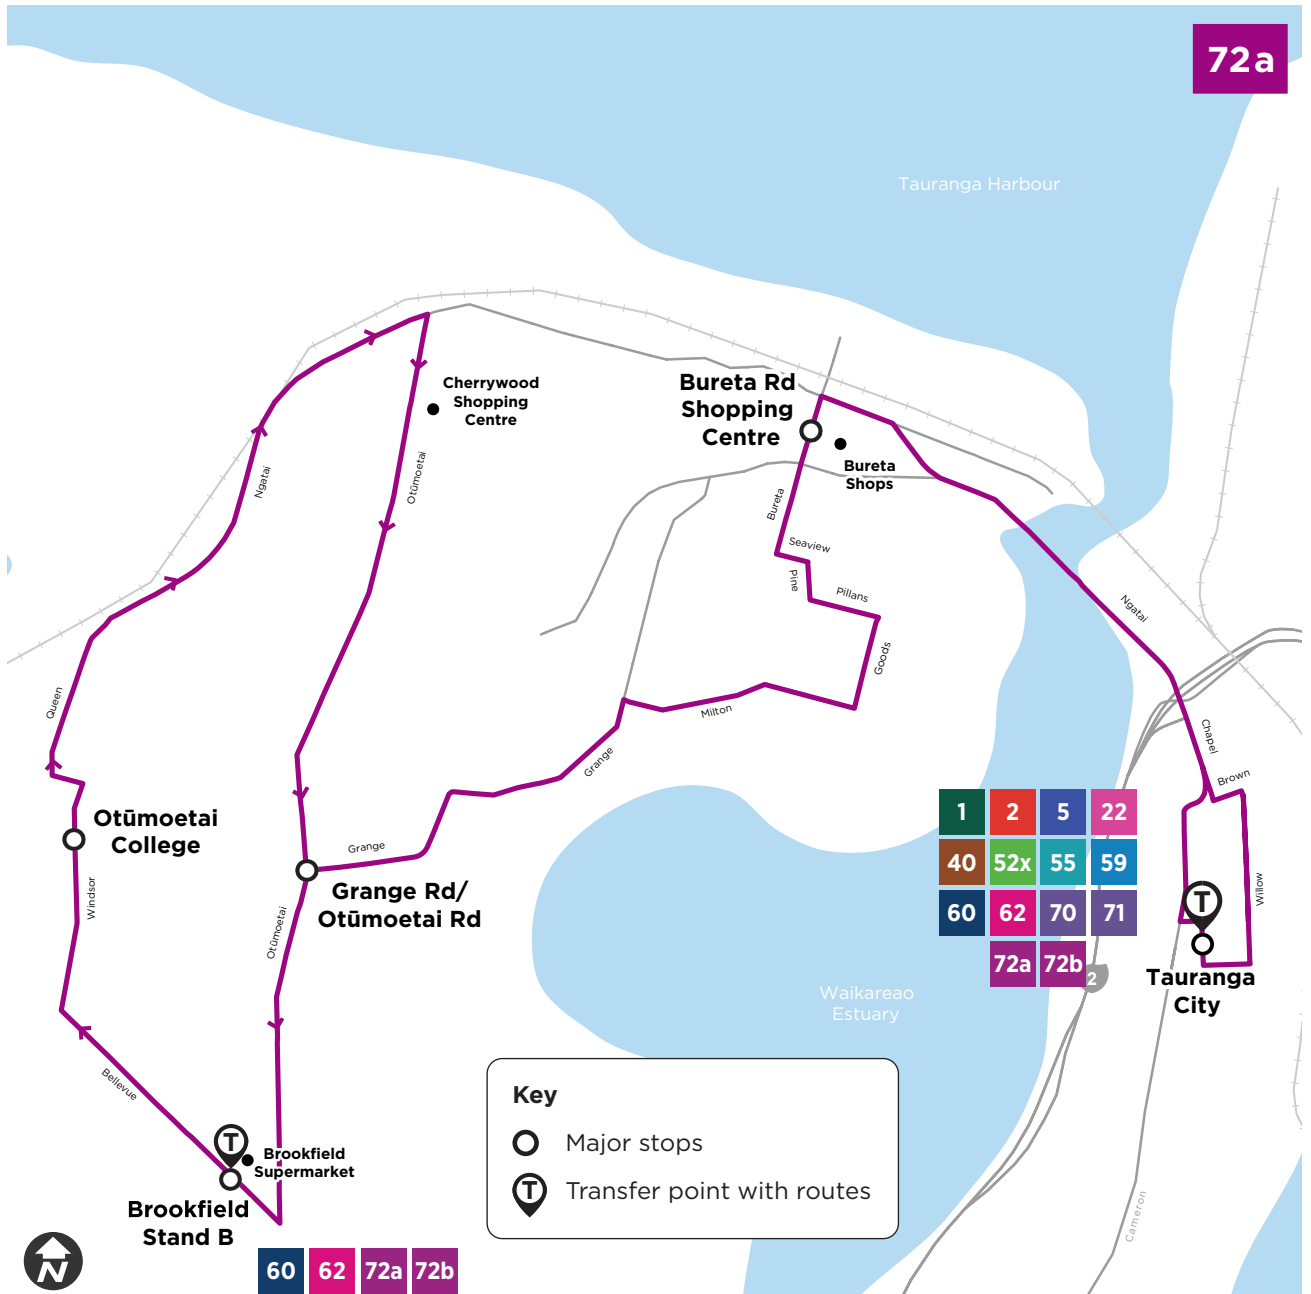 72a
Tauranga Harbour
Cherrywood
Shopping
Centre
Bureta Rd
Shopping
Centre
Bureta
Shops
Ngatai
Otūmoetai
Bureta
Seaview
Pine
Pillans
Goods
Milton
Grange
Ngatai
Chapel
Brown
Willow
Queen
Otūmoetai
College
Windsor
Grange
Grange Rd/
Otūmoetai Rd
Otūmoetai
1 2 5 22
40 52x 55 59
60 62 70 71
72a 72b
2
T
Tauranga
City
Waikareao
Estuary
Bellevue
T
Brookfield
Supermarket
Brookfield
Stand B
60 62 72a 72b
N
Key
Major stops
T Transfer point with routes
Cameron